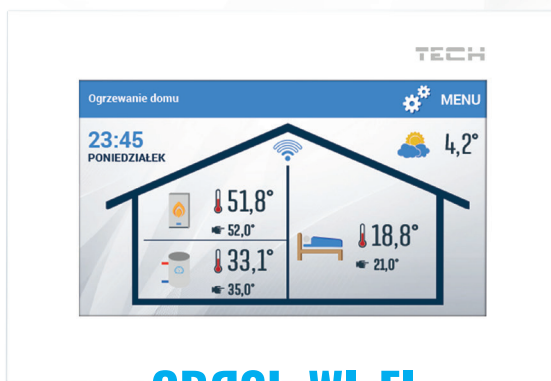 TECH
Ogrzewanie domu
MENU
23:45
PONIEDZIAŁEK
4,2°
51,8°
52,0°
18,8°
21,0°
33,1°
35,0°